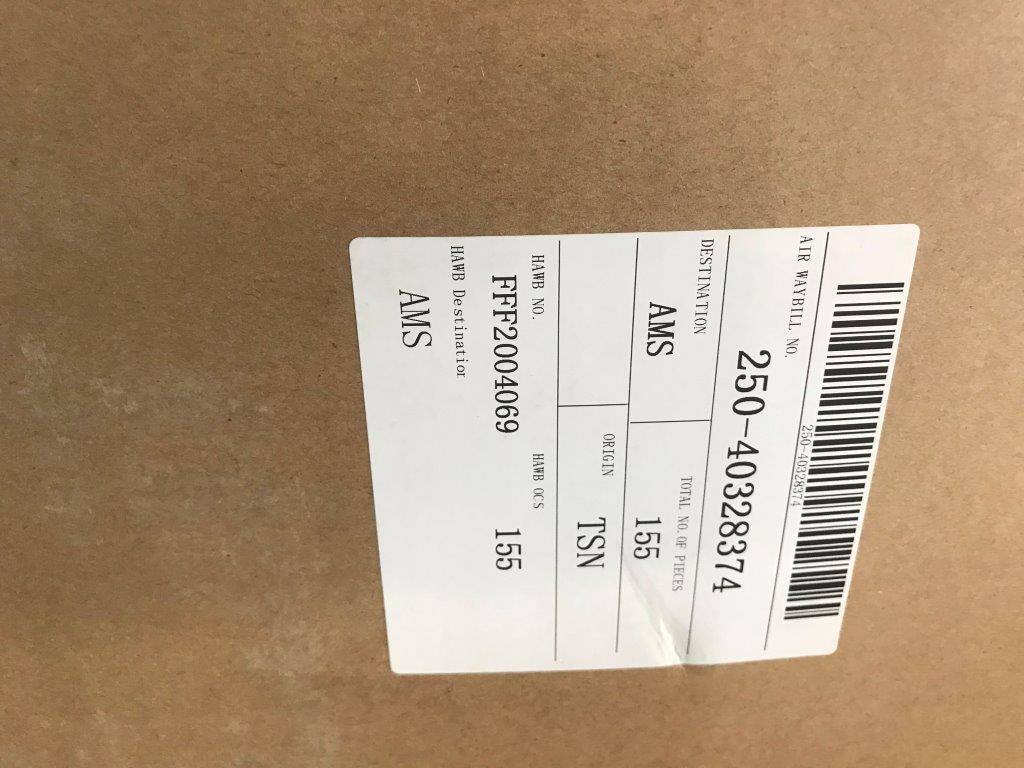 250-40328374
AIR WAYBILL NO.
250-40328374
DESTINATION
AMS
TOTAL NO.OF PIECES
155
ORIGIN
TSN
HAWB NO.
FFF2004069
HAWB OCS
155
HAWB Destinatior
AMS